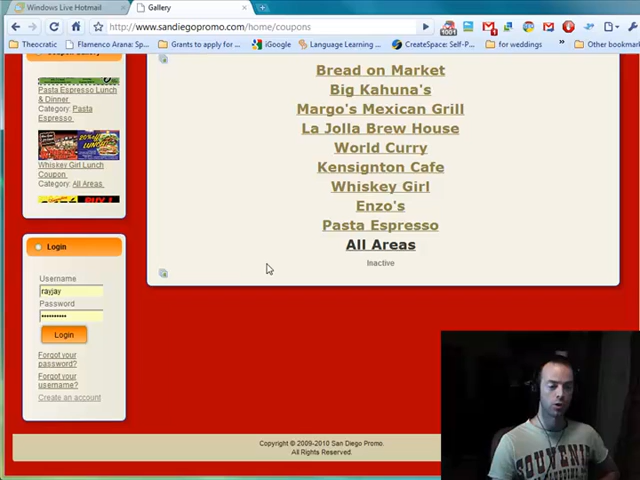 Windows Live Hotmail
Gallery
http://www.sandiegopromo.com/home/coupons
Theocratic
Flamenco Arana: Sp...
Grants to apply for ...
iGoogle
Language Learning ...
CreateSpace: Self-P...
for weddings
»
Other bookmar
Pasta Espresso Lunch
& Dinner
Category: Pasta
Espresso
Whiskey Girl Lunch
Coupon
Category: All Areas
Bread on Market
Big Kahuna's
Margo's Mexican Grill
La Jolla Brew House
World Curry
Kensignton Cafe
Whiskey Girl
Enzo's
Pasta Espresso
All Areas
Inactive
Login
Username
rayjay
Password
••••••••••
Login
Forgot your
password?
Forgot your
username?
Create an account
Copyright © 2009-2010 San Diego Promo.
All Rights Reserved.
SOUVENIR